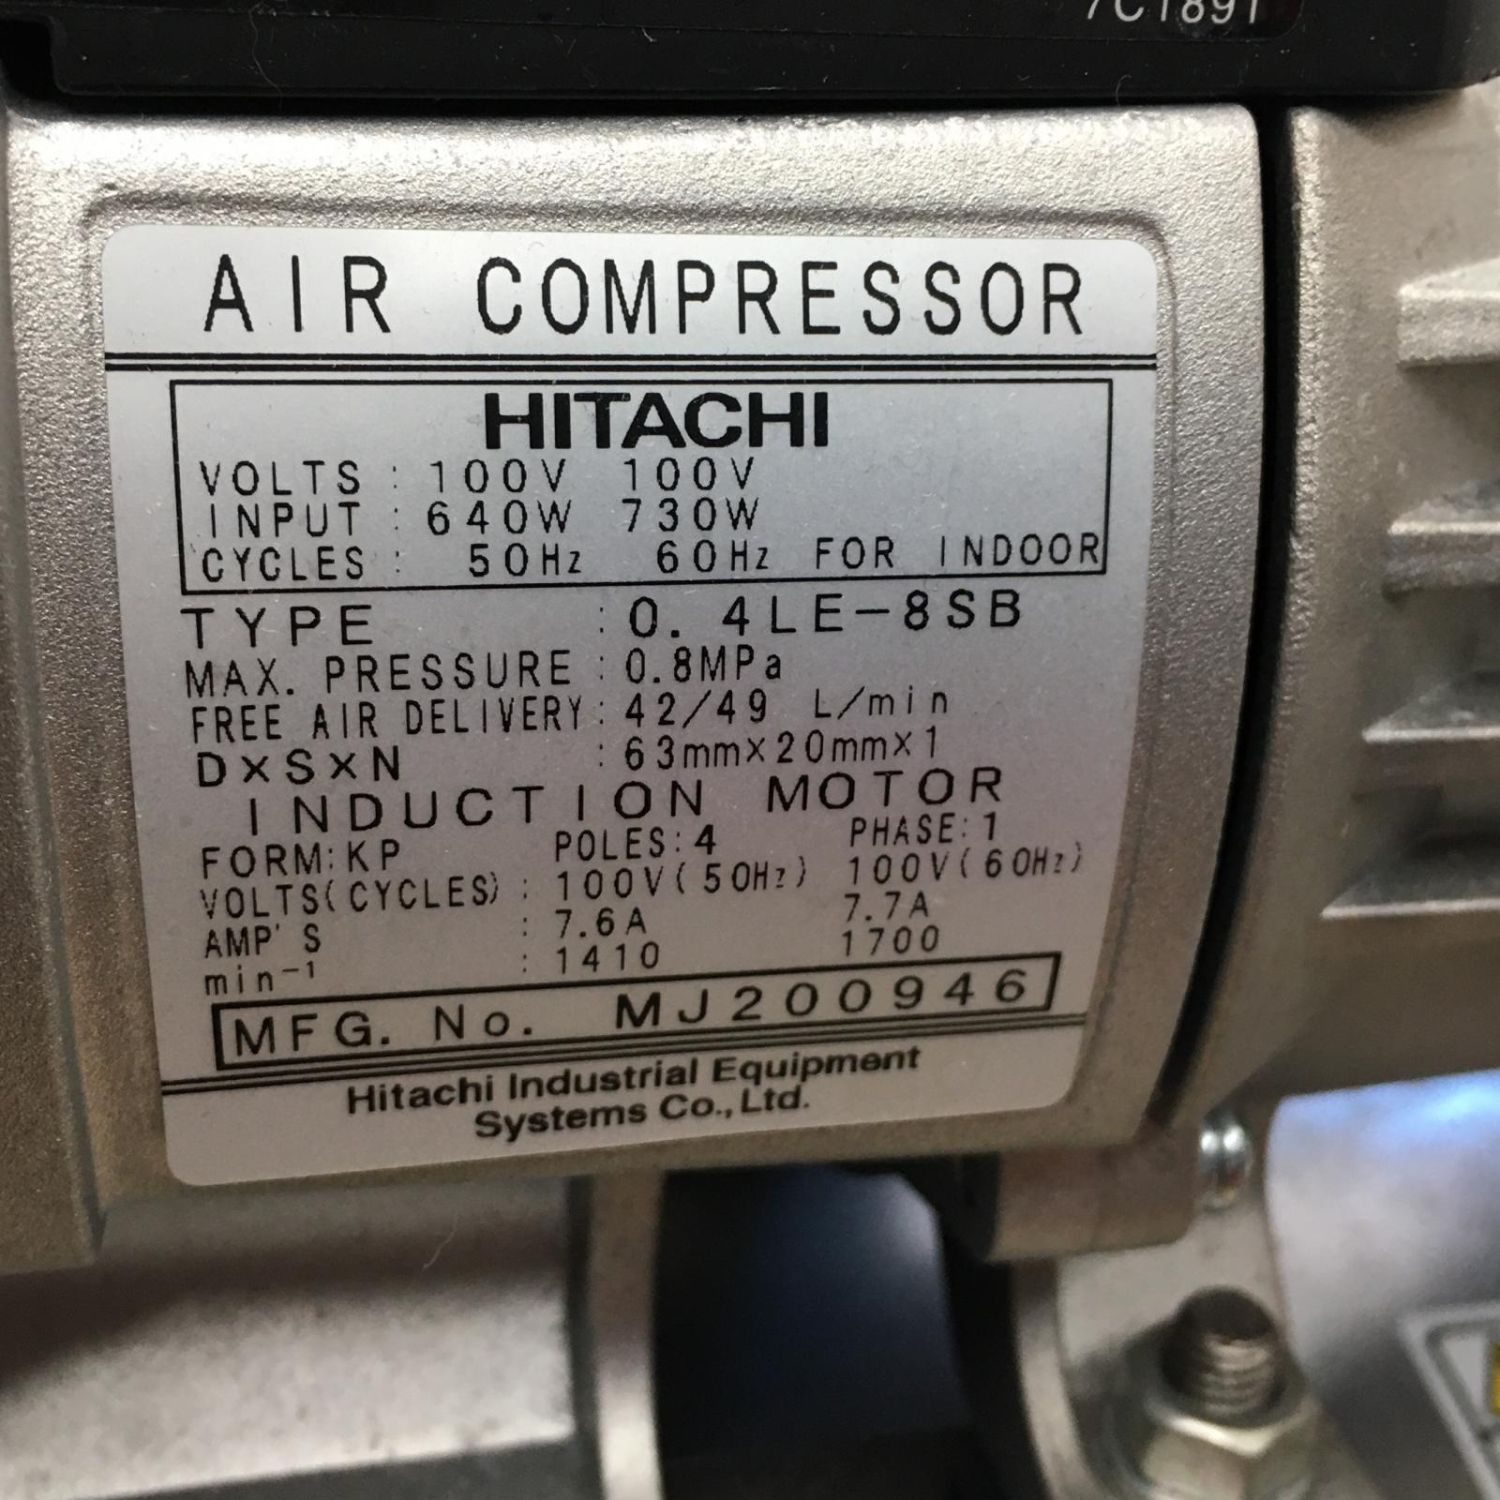 7C1891
AIR COMPRESSOR
HITACHI
VOLTS : 100V 100V
INPUT : 640W 730W
CYCLES : 50Hz 60Hz FOR INDOOR
TYPE : 0.4LE-8SB
MAX. PRESSURE : 0.8MPa
FREE AIR DELIVERY : 42/49 L/min
D×S×N : 63mm×20mm×1
INDUCTION MOTOR
FORM:KP POLES:4 PHASE:1
VOLTS(CYCLES) : 100V(50Hz) 100V(60Hz)
AMP'S : 7.6A 7.7A
min⁻¹ : 1410 1700
MFG. No. MJ200946
Hitachi Industrial Equipment
Systems Co.,Ltd.